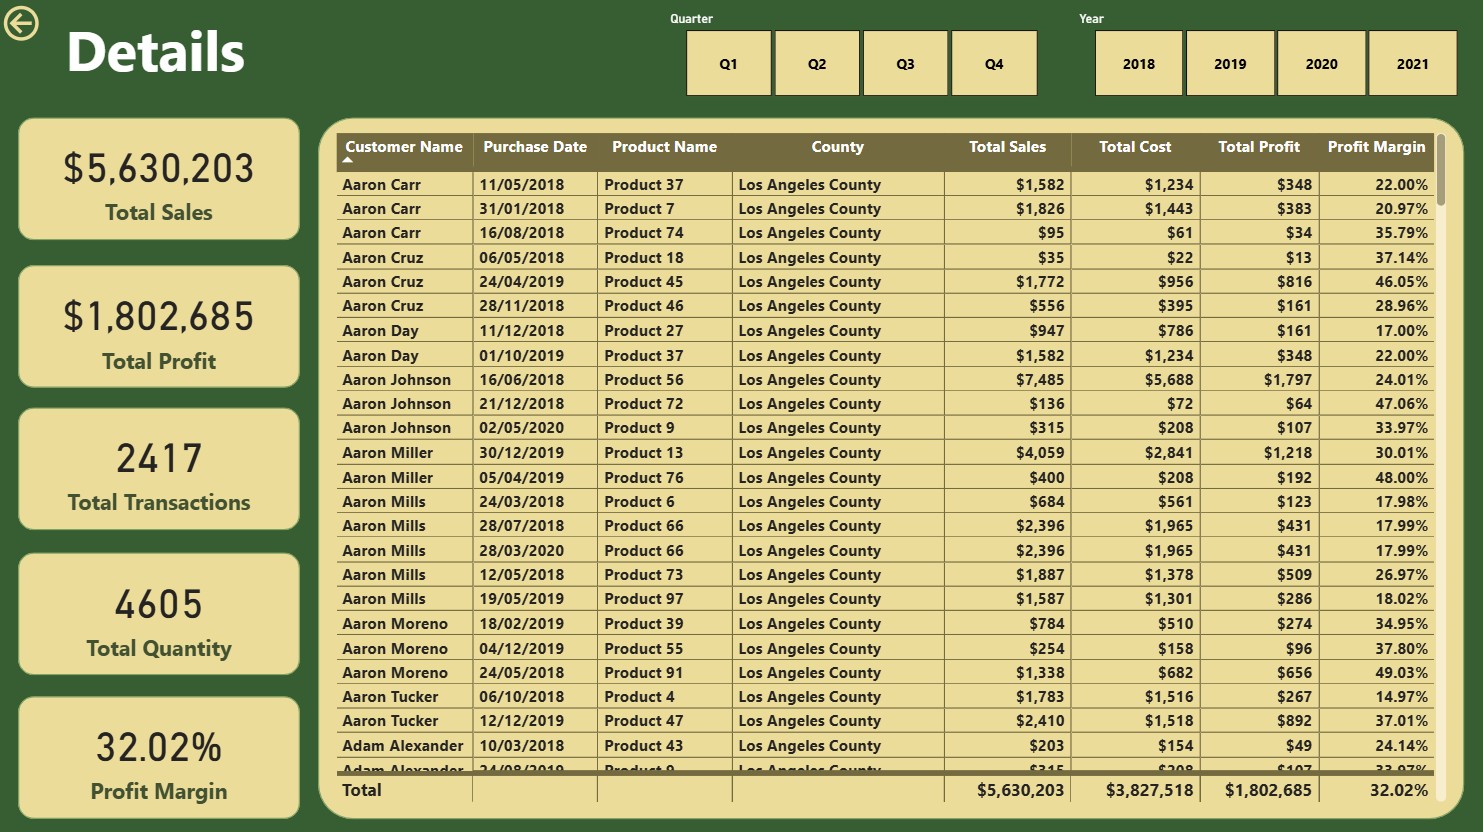 Details
Quarter
Q1 Q2 Q3 Q4
Year
2018 2019 2020 2021
$5,630,203
Total Sales
$1,802,685
Total Profit
2417
Total Transactions
4605
Total Quantity
32.02%
Profit Margin
Customer Name Purchase Date Product Name County Total Sales Total Cost Total Profit Profit Margin
Aaron Carr 11/05/2018 Product 37 Los Angeles County $1,582 $1,234 $348 22.00%
Aaron Carr 31/01/2018 Product 7 Los Angeles County $1,826 $1,443 $383 20.97%
Aaron Carr 16/08/2018 Product 74 Los Angeles County $95 $61 $34 35.79%
Aaron Cruz 06/05/2018 Product 18 Los Angeles County $35 $22 $13 37.14%
Aaron Cruz 24/04/2019 Product 45 Los Angeles County $1,772 $956 $816 46.05%
Aaron Cruz 28/11/2018 Product 46 Los Angeles County $556 $395 $161 28.96%
Aaron Day 11/12/2018 Product 27 Los Angeles County $947 $786 $161 17.00%
Aaron Day 01/10/2019 Product 37 Los Angeles County $1,582 $1,234 $348 22.00%
Aaron Johnson 16/06/2018 Product 56 Los Angeles County $7,485 $5,688 $1,797 24.01%
Aaron Johnson 21/12/2018 Product 72 Los Angeles County $136 $72 $64 47.06%
Aaron Johnson 02/05/2020 Product 9 Los Angeles County $315 $208 $107 33.97%
Aaron Miller 30/12/2019 Product 13 Los Angeles County $4,059 $2,841 $1,218 30.01%
Aaron Miller 05/04/2019 Product 76 Los Angeles County $400 $208 $192 48.00%
Aaron Mills 24/03/2018 Product 6 Los Angeles County $684 $561 $123 17.98%
Aaron Mills 28/07/2018 Product 66 Los Angeles County $2,396 $1,965 $431 17.99%
Aaron Mills 28/03/2020 Product 66 Los Angeles County $2,396 $1,965 $431 17.99%
Aaron Mills 12/05/2018 Product 73 Los Angeles County $1,887 $1,378 $509 26.97%
Aaron Mills 19/05/2019 Product 97 Los Angeles County $1,587 $1,301 $286 18.02%
Aaron Moreno 18/02/2019 Product 39 Los Angeles County $784 $510 $274 34.95%
Aaron Moreno 04/12/2019 Product 55 Los Angeles County $254 $158 $96 37.80%
Aaron Moreno 24/05/2018 Product 91 Los Angeles County $1,338 $682 $656 49.03%
Aaron Tucker 06/10/2018 Product 4 Los Angeles County $1,783 $1,516 $267 14.97%
Aaron Tucker 12/12/2019 Product 47 Los Angeles County $2,410 $1,518 $892 37.01%
Adam Alexander 10/03/2018 Product 43 Los Angeles County $203 $154 $49 24.14%
Adam Alexander Los Angeles County
Total $5,630,203 $3,827,518 $1,802,685 32.02%